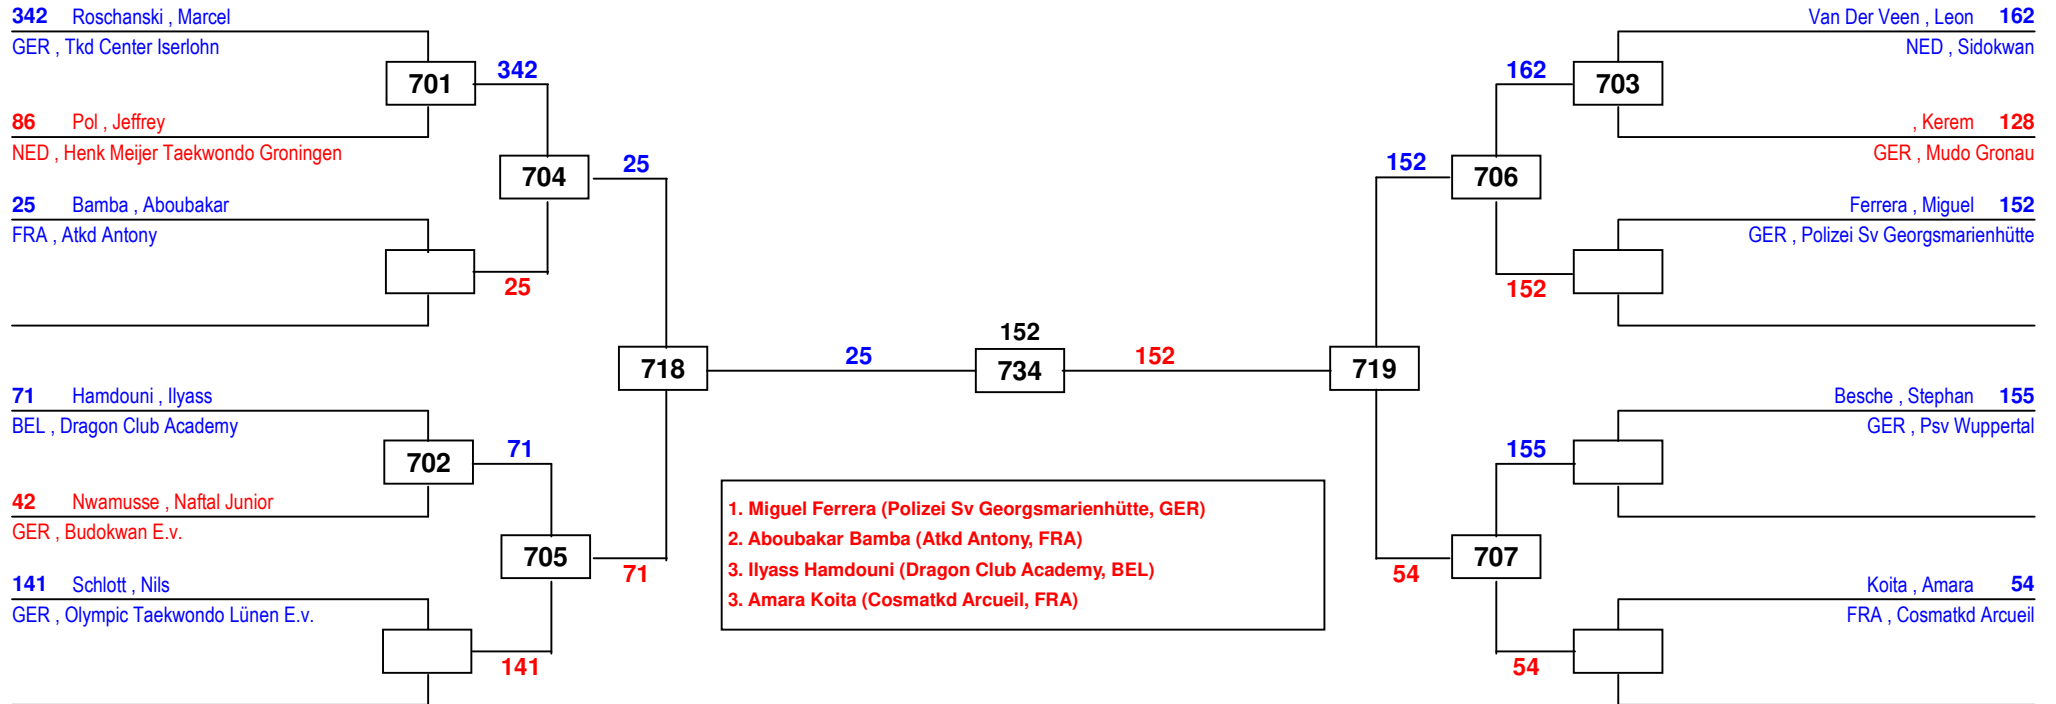 342 Roschanski , Marcel
GER , Tkd Center Iserlohn
701
342
86 Pol , Jeffrey
NED , Henk Meijer Taekwondo Groningen
704
25
25 Bamba , Aboubakar
FRA , Atkd Antony
25
718
25
71 Hamdouni , Ilyass
BEL , Dragon Club Academy
702
71
42 Nwamusse , Naftal Junior
GER , Budokwan E.v.
705
71
141 Schlott , Nils
GER , Olympic Taekwondo Lünen E.v.
141
152
734
152
1. Miguel Ferrera (Polizei Sv Georgsmarienhütte, GER)
2. Aboubakar Bamba (Atkd Antony, FRA)
3. Ilyass Hamdouni (Dragon Club Academy, BEL)
3. Amara Koita (Cosmatkd Arcueil, FRA)
Van Der Veen , Leon 162
NED , Sidokwan
162
703
, Kerem 128
GER , Mudo Gronau
152
706
Ferrera , Miguel 152
GER , Polizei Sv Georgsmarienhütte
152
719
Besche , Stephan 155
GER , Psv Wuppertal
155
54
707
Koita , Amara 54
FRA , Cosmatkd Arcueil
54